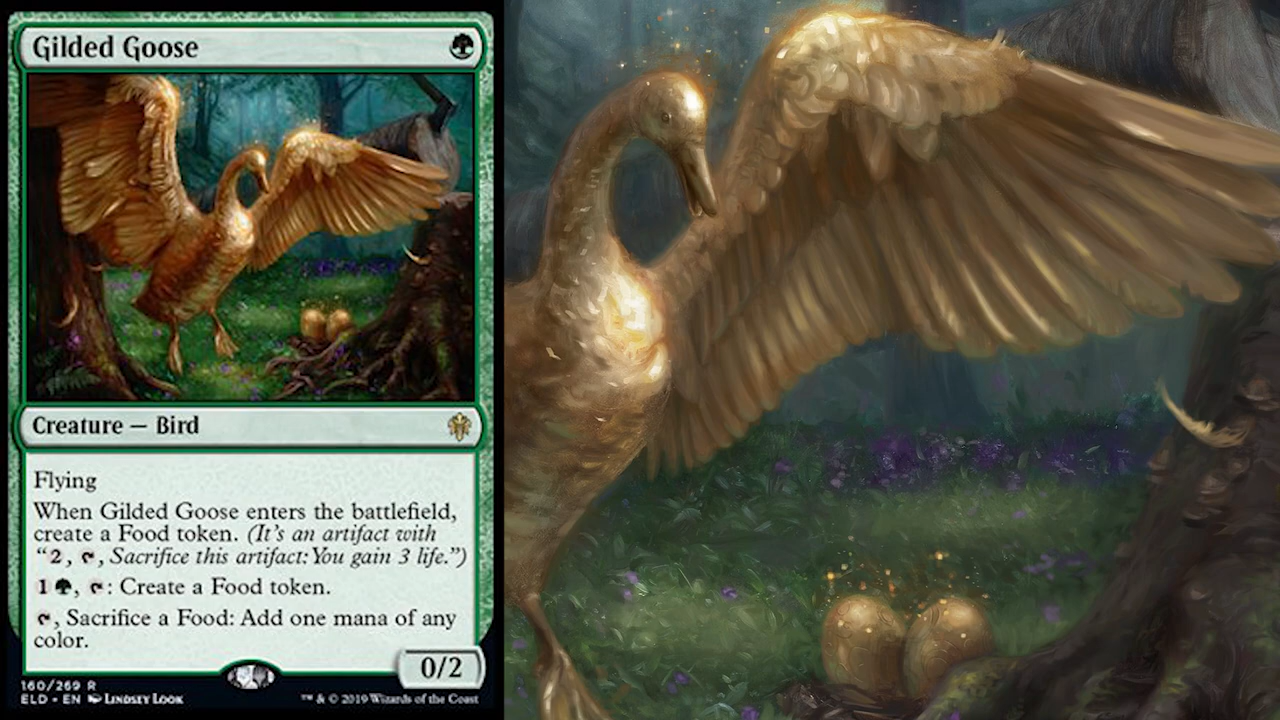 Gilded Goose
Creature — Bird
Flying
When Gilded Goose enters the battlefield,
create a Food token. (It's an artifact with
“2, , Sacrifice this artifact: You gain 3 life.”)
1 , : Create a Food token.
, Sacrifice a Food: Add one mana of any
color.
0/2
160/269 R
ELD • EN LINDSEY LOOK
™ & © 2019 Wizards of the Coast